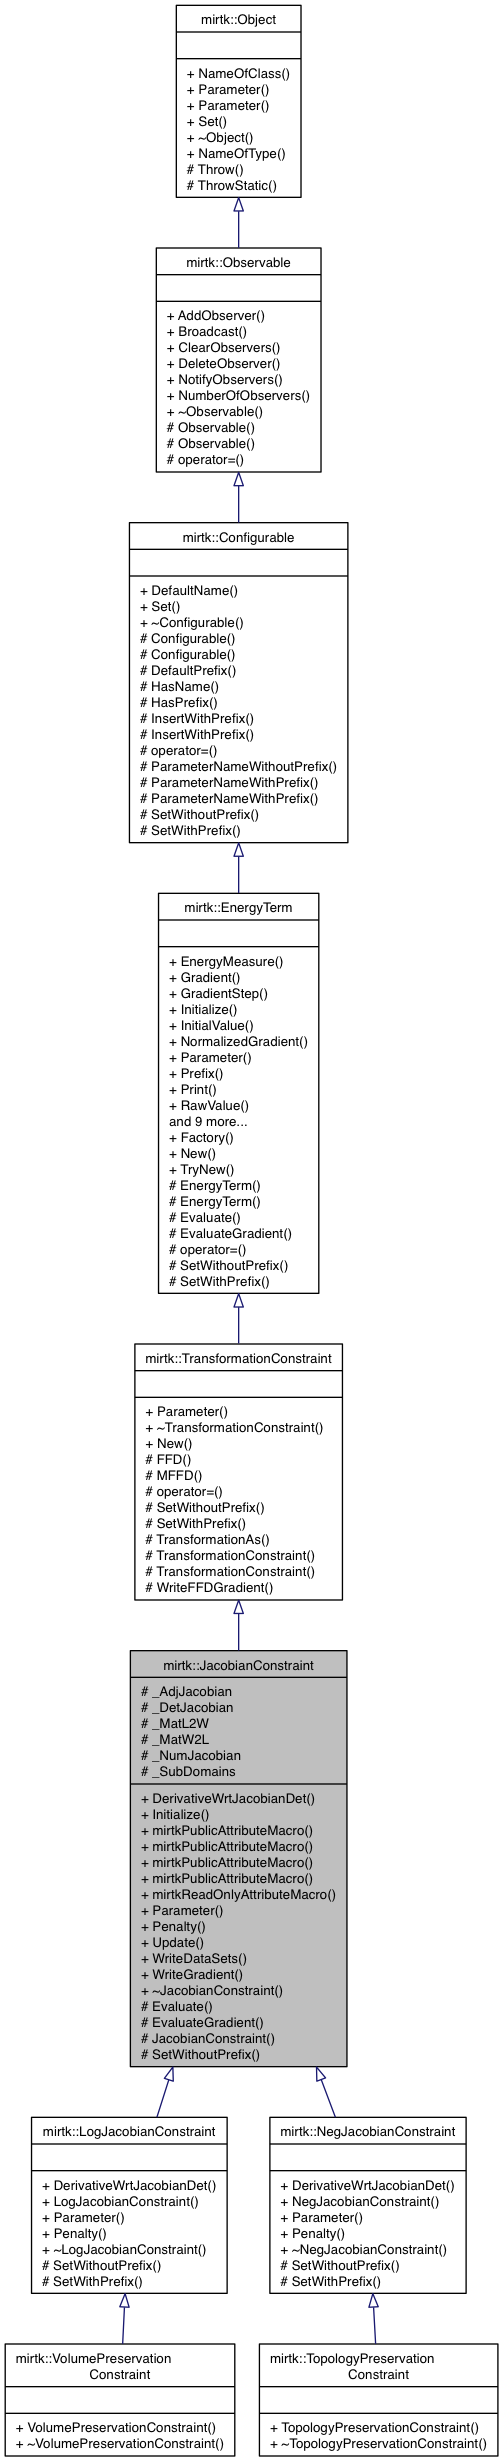 mirtk::Object
+ NameOfClass()
+ Parameter()
+ Parameter()
+ Set()
+ ~Object()
+ NameOfType()
# Throw()
# ThrowStatic()
mirtk::Observable
+ AddObserver()
+ Broadcast()
+ ClearObservers()
+ DeleteObserver()
+ NotifyObservers()
+ NumberOfObservers()
+ ~Observable()
# Observable()
# Observable()
# operator=()
mirtk::Configurable
+ DefaultName()
+ Set()
+ ~Configurable()
# Configurable()
# Configurable()
# DefaultPrefix()
# HasName()
# HasPrefix()
# InsertWithPrefix()
# InsertWithPrefix()
# operator=()
# ParameterNameWithoutPrefix()
# ParameterNameWithPrefix()
# ParameterNameWithPrefix()
# SetWithoutPrefix()
# SetWithPrefix()
mirtk::EnergyTerm
+ EnergyMeasure()
+ Gradient()
+ GradientStep()
+ Initialize()
+ InitialValue()
+ NormalizedGradient()
+ Parameter()
+ Prefix()
+ Print()
+ RawValue()
and 9 more...
+ Factory()
+ New()
+ TryNew()
# EnergyTerm()
# EnergyTerm()
# Evaluate()
# EvaluateGradient()
# operator=()
# SetWithoutPrefix()
# SetWithPrefix()
mirtk::TransformationConstraint
+ Parameter()
+ ~TransformationConstraint()
+ New()
# FFD()
# MFFD()
# operator=()
# SetWithoutPrefix()
# SetWithPrefix()
# TransformationAs()
# TransformationConstraint()
# TransformationConstraint()
# WriteFFDGradient()
mirtk::JacobianConstraint
# _AdjJacobian
# _DetJacobian
# _MatL2W
# _MatW2L
# _NumJacobian
# _SubDomains
+ DerivativeWrtJacobianDet()
+ Initialize()
+ mirtkPublicAttributeMacro()
+ mirtkPublicAttributeMacro()
+ mirtkPublicAttributeMacro()
+ mirtkPublicAttributeMacro()
+ mirtkReadOnlyAttributeMacro()
+ Parameter()
+ Penalty()
+ Update()
+ WriteDataSets()
+ WriteGradient()
+ ~JacobianConstraint()
# Evaluate()
# EvaluateGradient()
# JacobianConstraint()
# SetWithoutPrefix()
mirtk::LogJacobianConstraint
+ DerivativeWrtJacobianDet()
+ LogJacobianConstraint()
+ Parameter()
+ Penalty()
+ ~LogJacobianConstraint()
# SetWithoutPrefix()
# SetWithPrefix()
mirtk::NegJacobianConstraint
+ DerivativeWrtJacobianDet()
+ NegJacobianConstraint()
+ Parameter()
+ Penalty()
+ ~NegJacobianConstraint()
# SetWithoutPrefix()
# SetWithPrefix()
mirtk::VolumePreservation
Constraint
+ VolumePreservationConstraint()
+ ~VolumePreservationConstraint()
mirtk::TopologyPreservation
Constraint
+ TopologyPreservationConstraint()
+ ~TopologyPreservationConstraint()